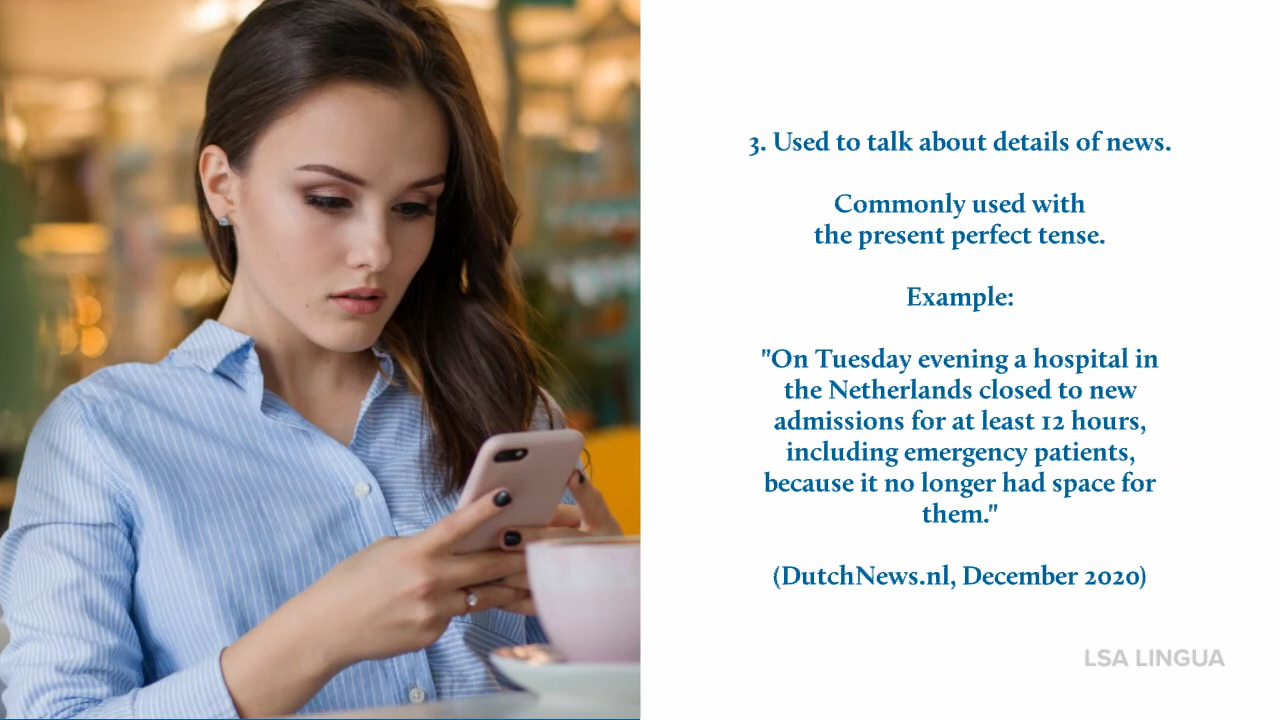 3. Used to talk about details of news.
Commonly used with
the present perfect tense.
Example:
"On Tuesday evening a hospital in
the Netherlands closed to new
admissions for at least 12 hours,
including emergency patients,
because it no longer had space for
them."
(DutchNews.nl, December 2020)
LSA LINGUA